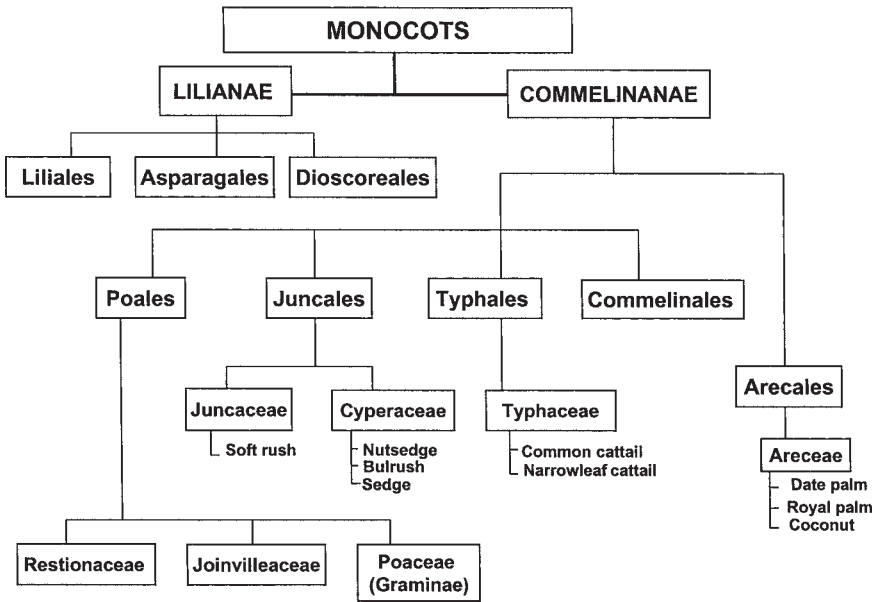 MONOCOTS
LILIANAE
COMMELINANAE
Liliales
Asparagales
Dioscoreales
Poales
Juncales
Typhales
Commelinales
Arecales
Juncaceae
Soft rush
Cyperaceae
Nutsedge
Bulrush
Sedge
Typhaceae
Common cattail
Narrowleaf cattail
Areceae
Date palm
Royal palm
Coconut
Restionaceae
Joinvilleaceae
Poaceae
(Graminae)